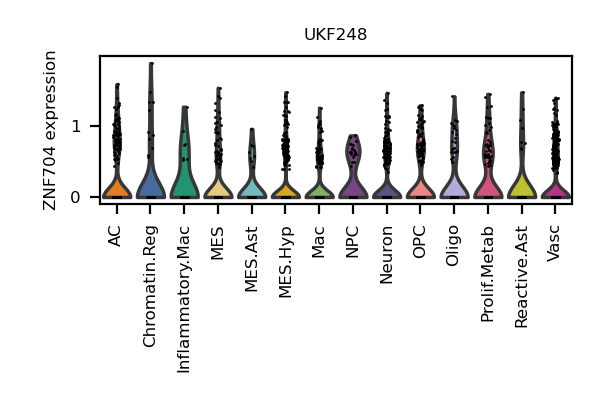 UKF248
ZNF704 expression
1
0
AC
Chromatin.Reg
Inflammatory.Mac
MES
MES.Ast
MES.Hyp
Mac
NPC
Neuron
OPC
Oligo
Prolif.Metab
Reactive.Ast
Vasc